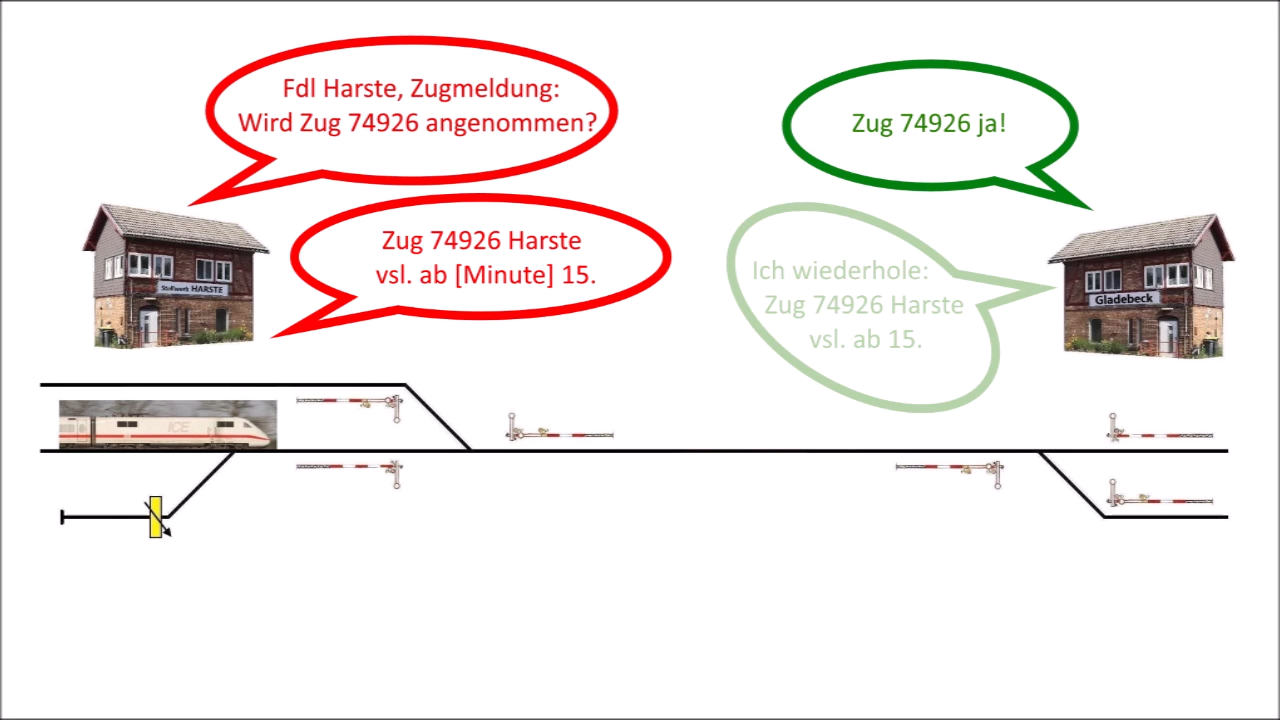 Fdl Harste, Zugmeldung:
Wird Zug 74926 angenommen?
Zug 74926 ja!
Zug 74926 Harste
vsl. ab [Minute] 15.
Ich wiederhole:
Zug 74926 Harste
vsl. ab 15.
Stellwerk HARSTE
Gladebeck
ICE